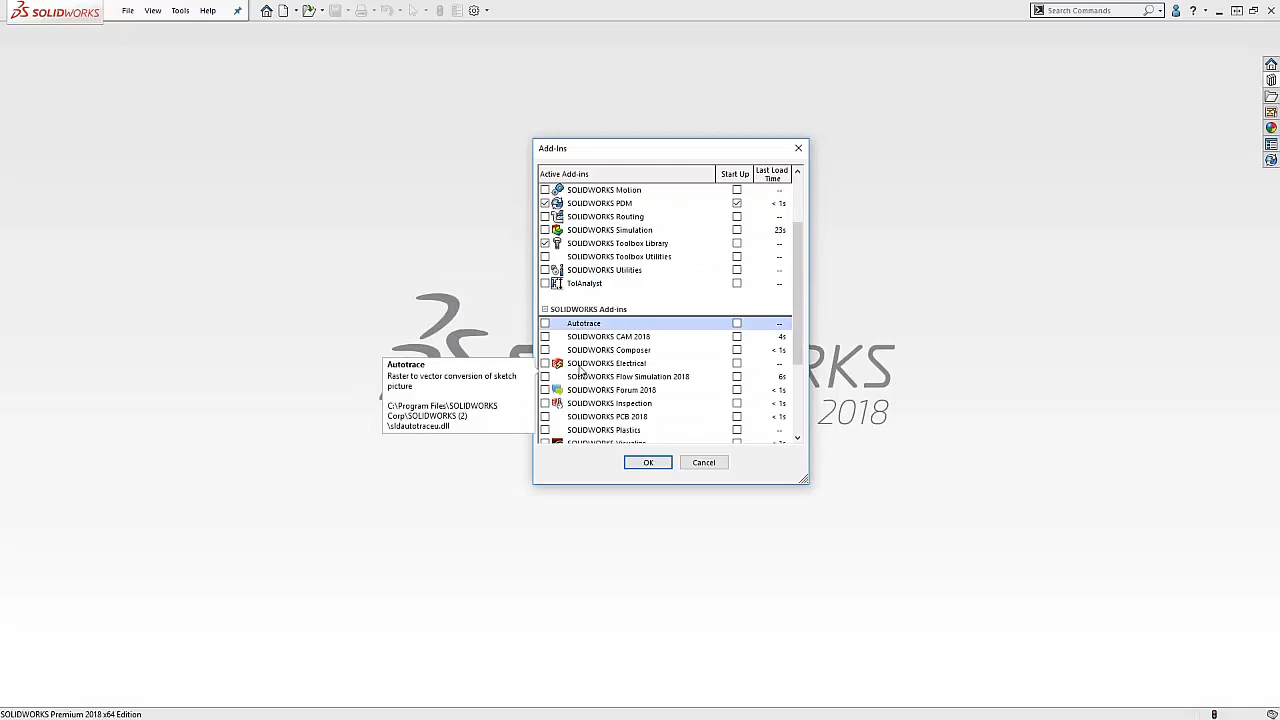 SOLIDWORKS File View Tools Help Search Commands ?
Add-Ins
Active Add-ins Start Up Last Load Time
SOLIDWORKS Motion --
SOLIDWORKS PDM < 1s
SOLIDWORKS Routing --
SOLIDWORKS Simulation 23s
SOLIDWORKS Toolbox Library --
SOLIDWORKS Toolbox Utilities --
SOLIDWORKS Utilities --
TolAnalyst --
SOLIDWORKS Add-ins
Autotrace --
SOLIDWORKS CAM 2018 4s
SOLIDWORKS Composer < 1s
SOLIDWORKS Electrical --
SOLIDWORKS Flow Simulation 2018 6s
SOLIDWORKS Forum 2018 < 1s
SOLIDWORKS Inspection < 1s
SOLIDWORKS PCB 2018 < 1s
SOLIDWORKS Plastics --
SOLIDWORKS Visualize < 1s
OK Cancel
Autotrace
Raster to vector conversion of sketch
picture
C:\Program Files\SOLIDWORKS
Corp\SOLIDWORKS (2)
\sldautotraceu.dll
RKS
2018
SOLIDWORKS Premium 2018 x64 Edition